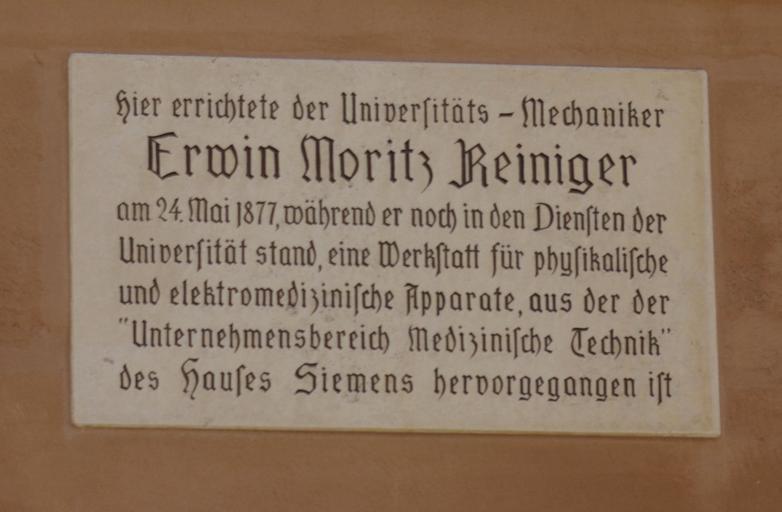 Hier errichtete der Univerſitäts – Mechaniker
Erwin Moritz Reiniger
am 24. Mai 1877, während er noch in den Dienſten der
Univerſität stand, eine Werkſtatt für phyſikaliſche
und elektromediziniſche Apparate, aus der der
"Unternehmensbereich Mediziniſche Technik"
des Hauſes Siemens hervorgegangen iſt